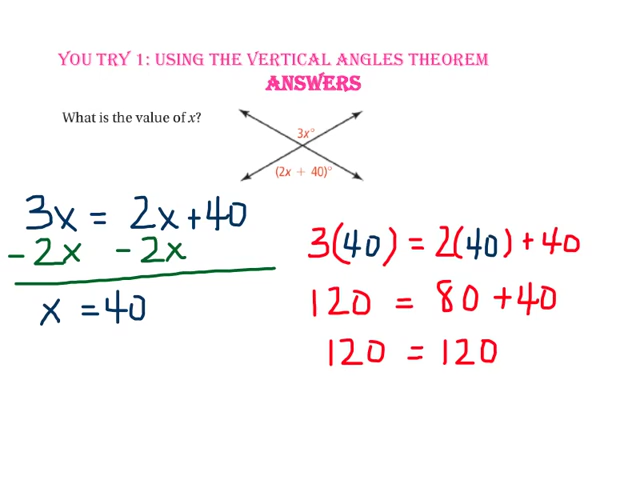 YOU TRY 1: USING THE VERTICAL ANGLES THEOREM
ANSWERS
What is the value of x?
3x°
(2x + 40)°
3x = 2x + 40
- 2x - 2x
x = 40
3(40) = 2(40) + 40
120 = 80 + 40
120 = 120